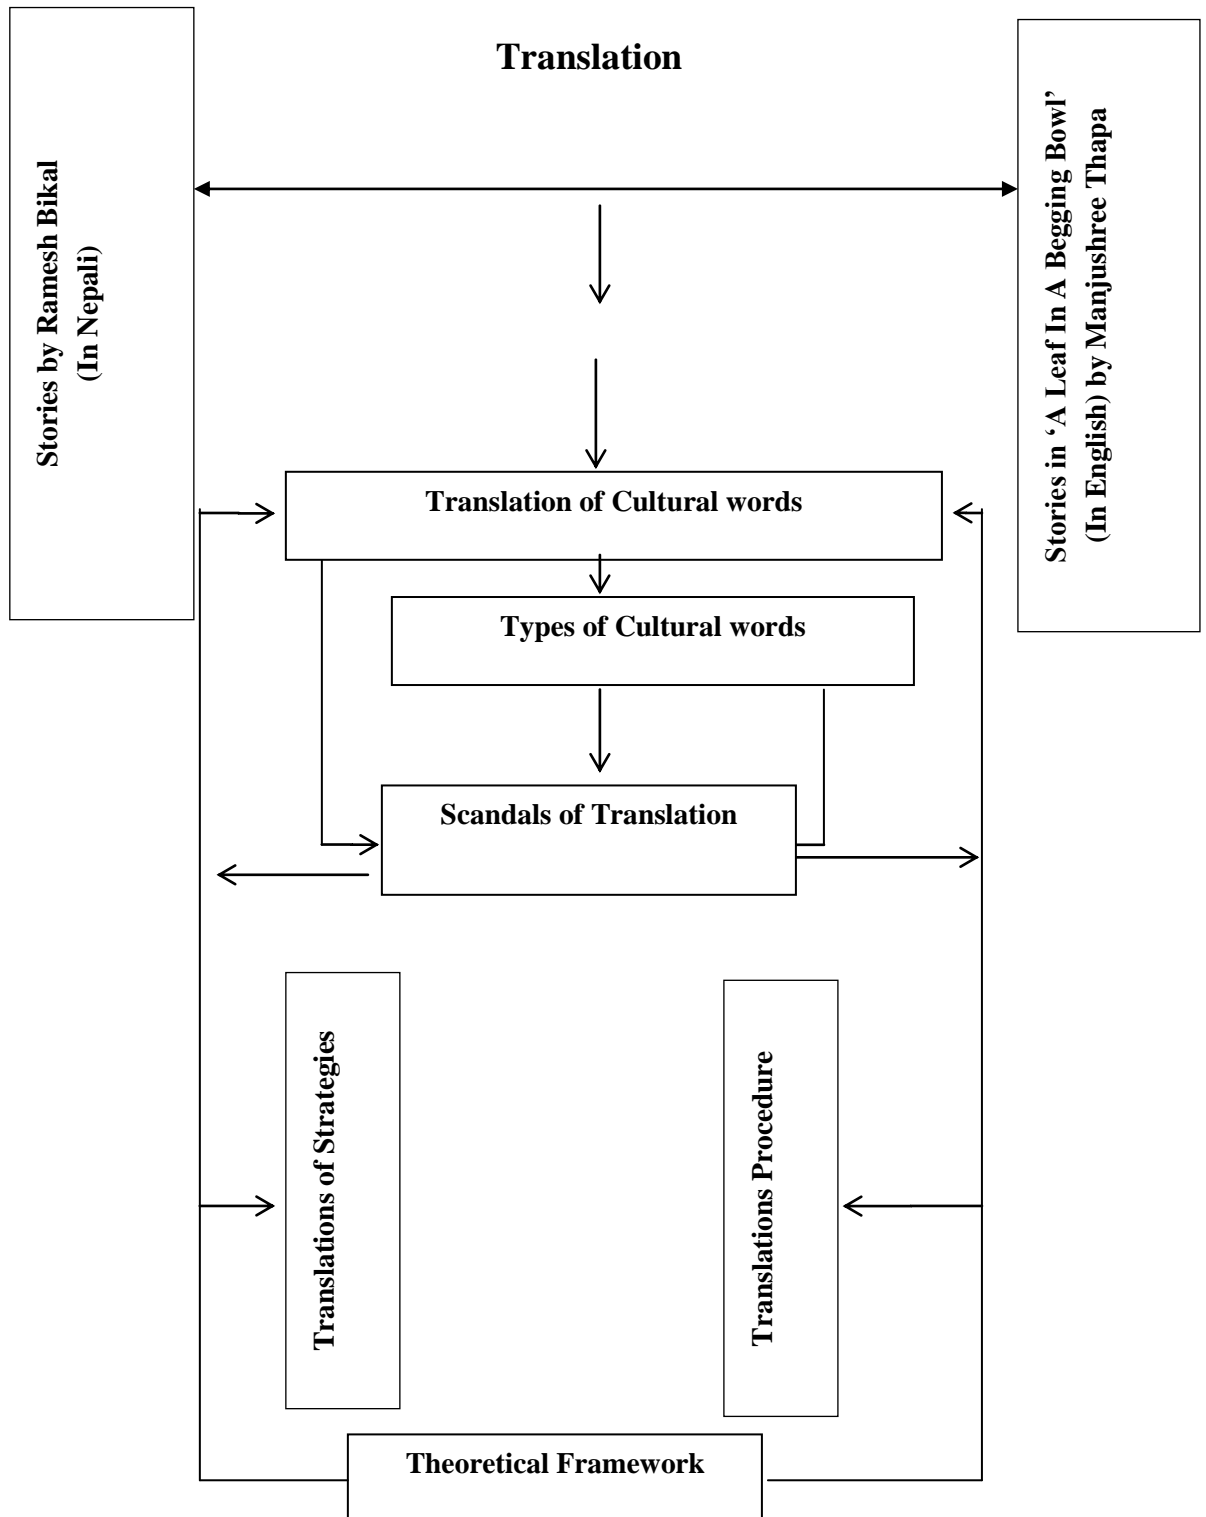 Translation
Stories by Ramesh Bikal
(In Nepali)
Stories in ‘A Leaf In A Begging Bowl’
(In English) by Manjushree Thapa
Translation of Cultural words
Types of Cultural words
Scandals of Translation
Translations of Strategies
Translations Procedure
Theoretical Framework